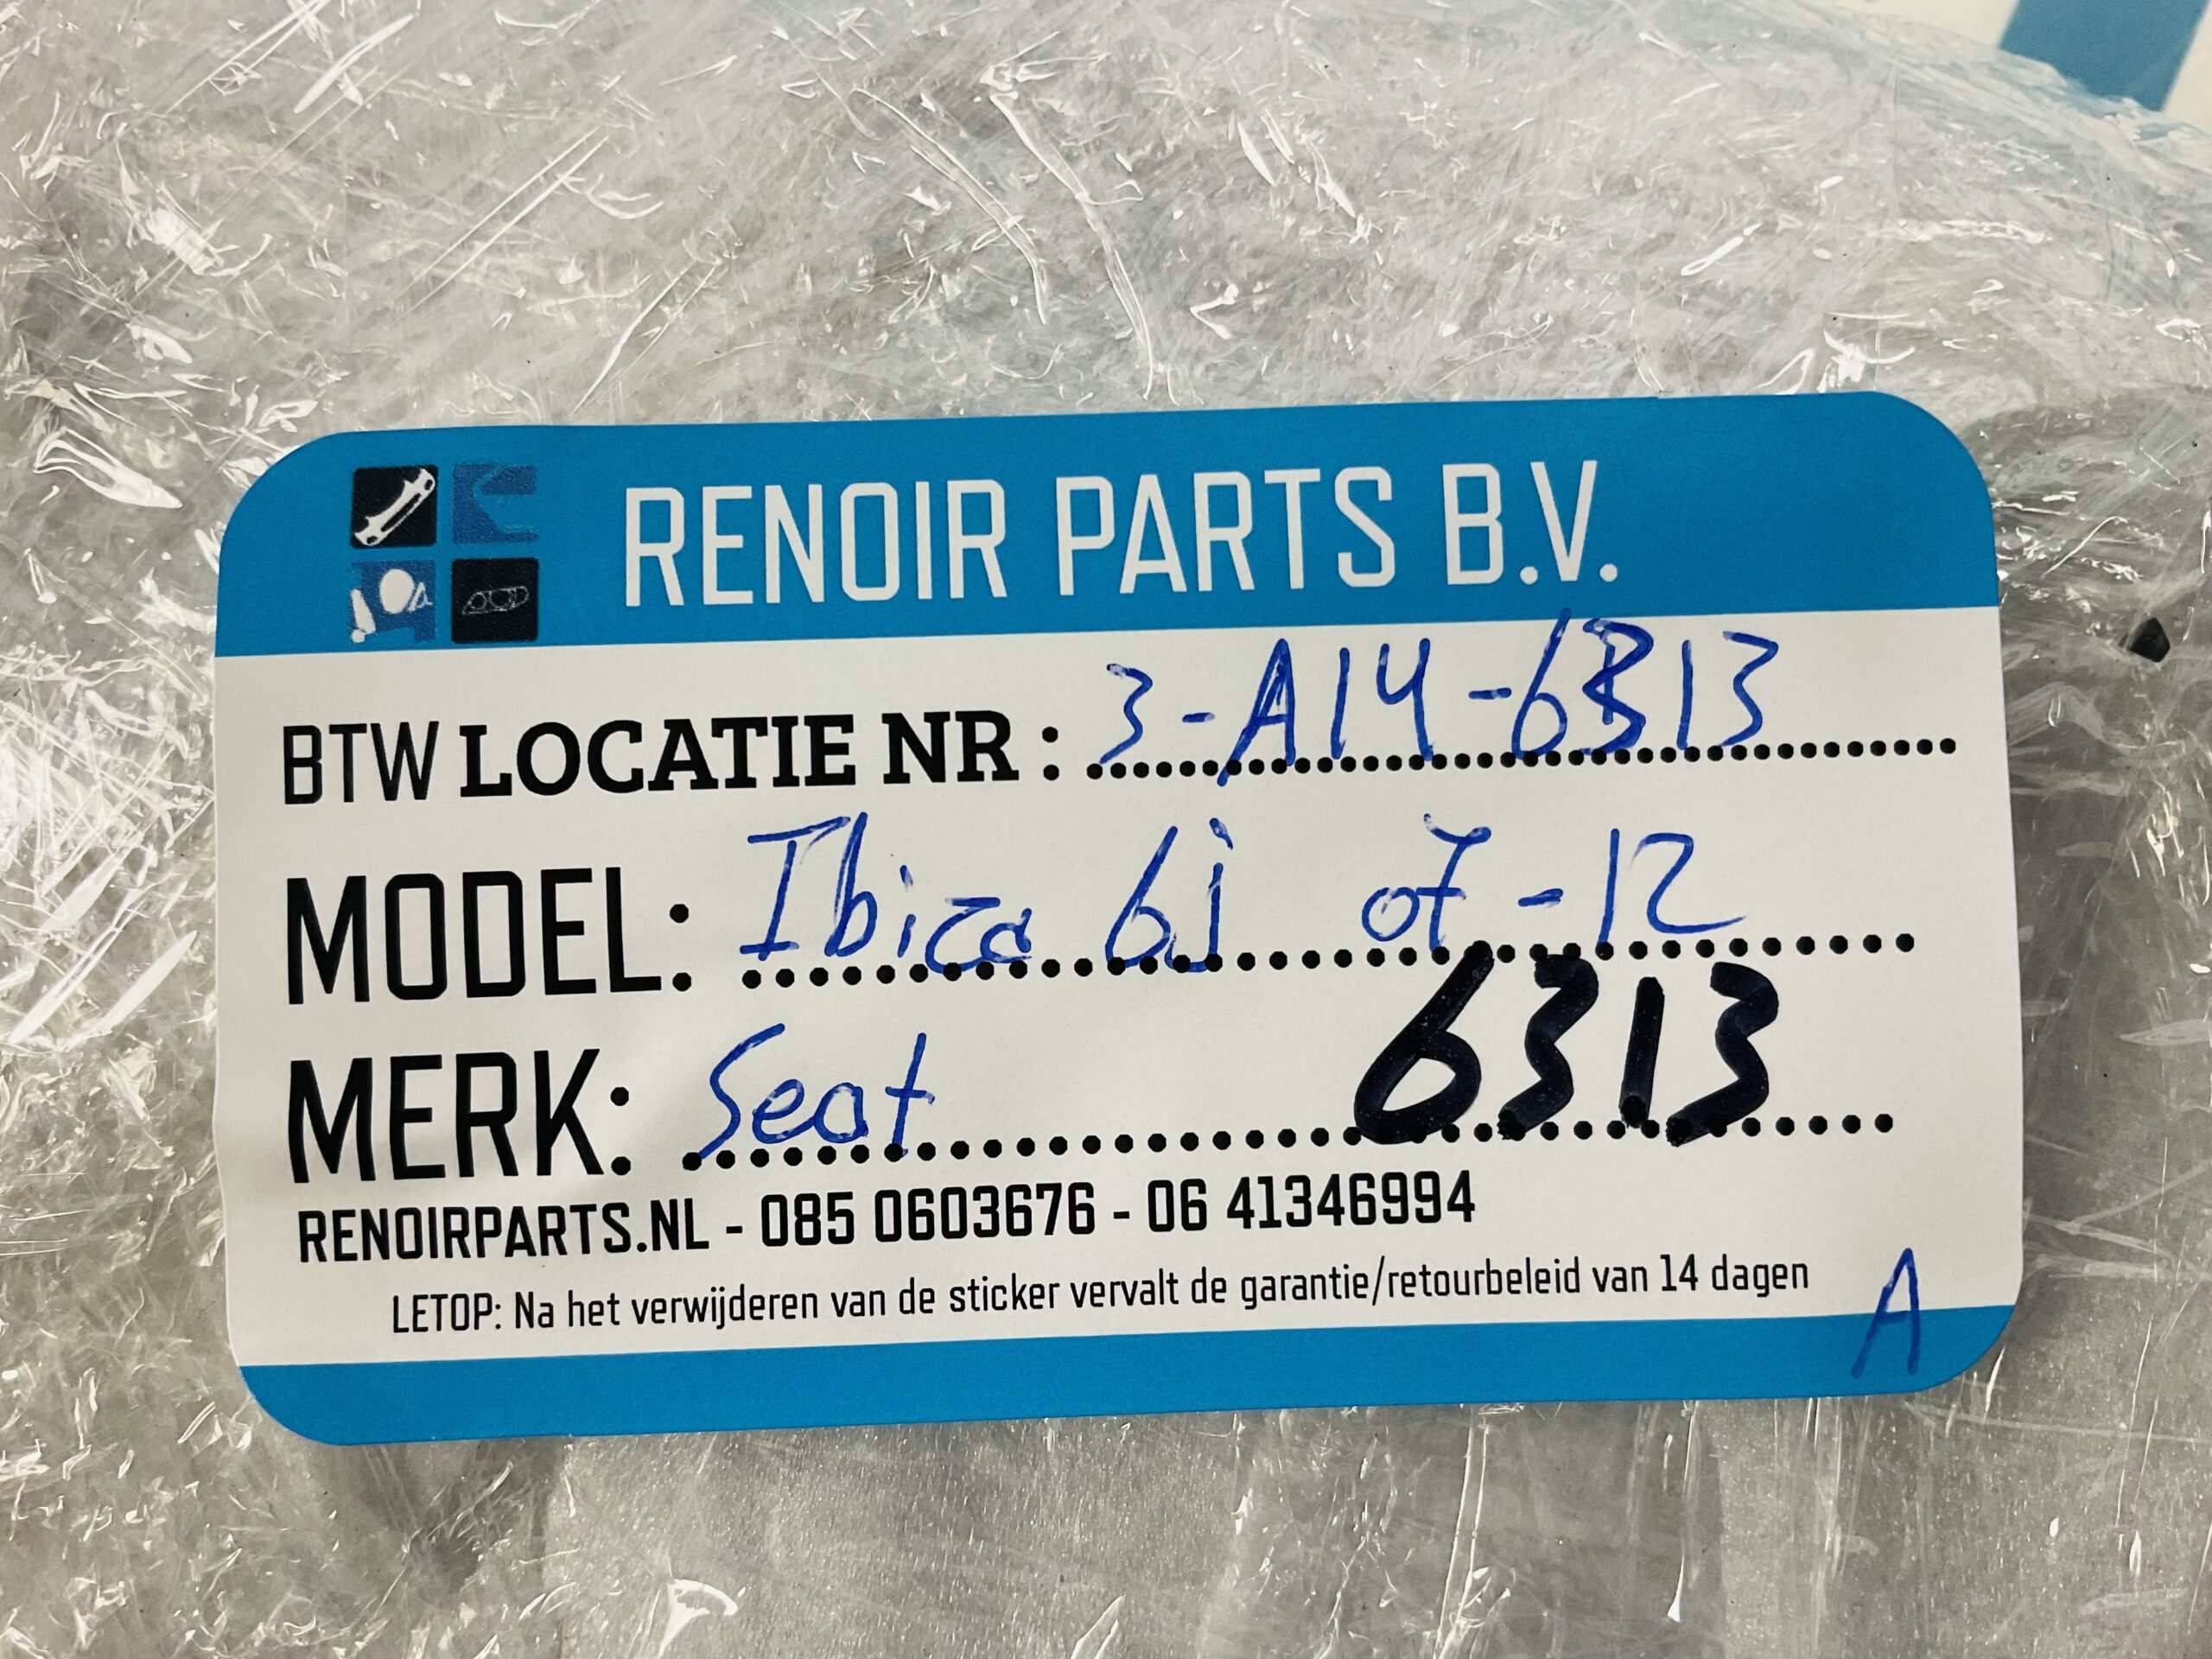 RENOIR PARTS B.V.
BTW LOCATIE NR : 3-A14-6313
MODEL: Ibiza 6J 07-12
MERK: Seat 6313
RENOIRPARTS.NL - 085 0603676 - 06 41346994
LETOP: Na het verwijderen van de sticker vervalt de garantie/retourbeleid van 14 dagen
A